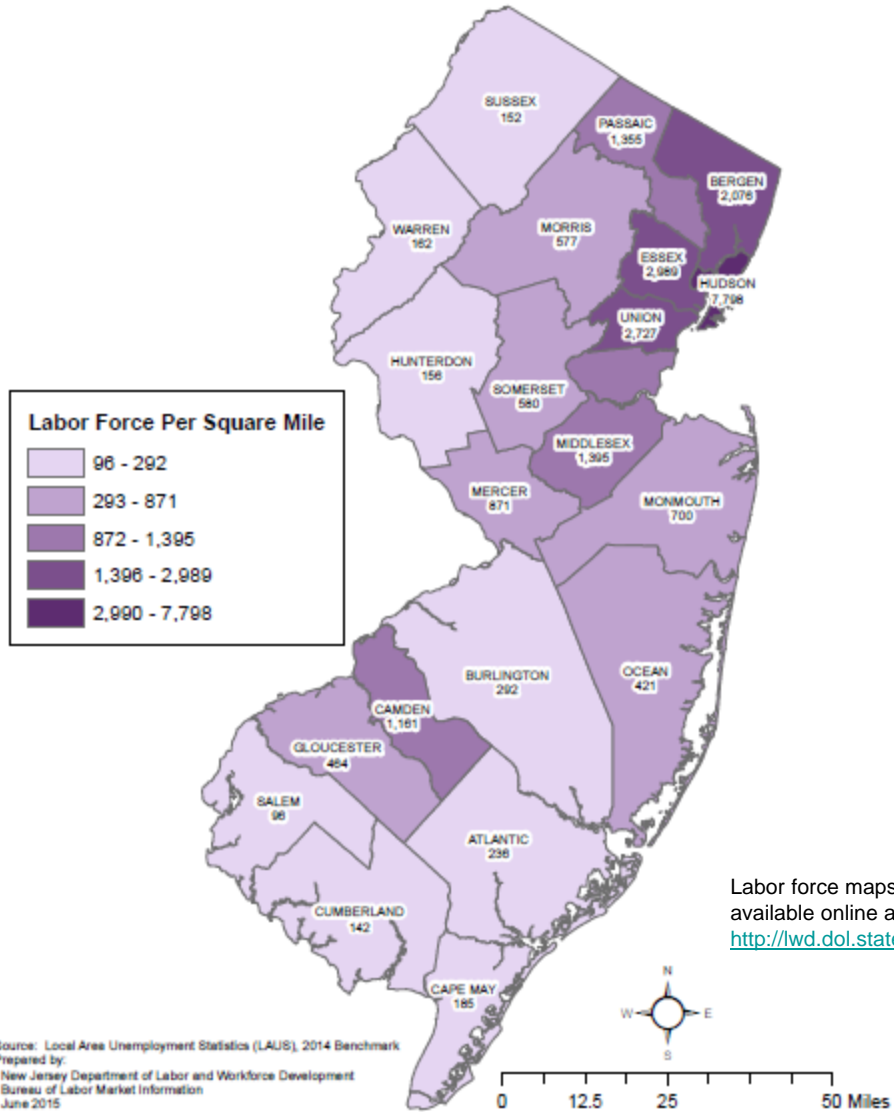 SUSSEX
152
PASSAIC
1,355
BERGEN
2,076
WARREN
162
MORRIS
577
ESSEX
2,989
HUDSON
7,798
UNION
2,727
HUNTERDON
156
SOMERSET
580
Labor Force Per Square Mile
96 - 292
293 - 871
872 - 1,395
1,396 - 2,989
2,990 - 7,798
MIDDLESEX
1,395
MERCER
871
MONMOUTH
700
BURLINGTON
292
OCEAN
421
CAMDEN
1,161
GLOUCESTER
464
SALEM
96
ATLANTIC
236
CUMBERLAND
142
CAPE MAY
185
Labor force maps
available online a
http://lwd.dol.state
N
W
E
S
Source: Local Area Unemployment Statistics (LAUS), 2014 Benchmark
Prepared by:
New Jersey Department of Labor and Workforce Development
Bureau of Labor Market Information
June 2015
0 12.5 25 50 Miles